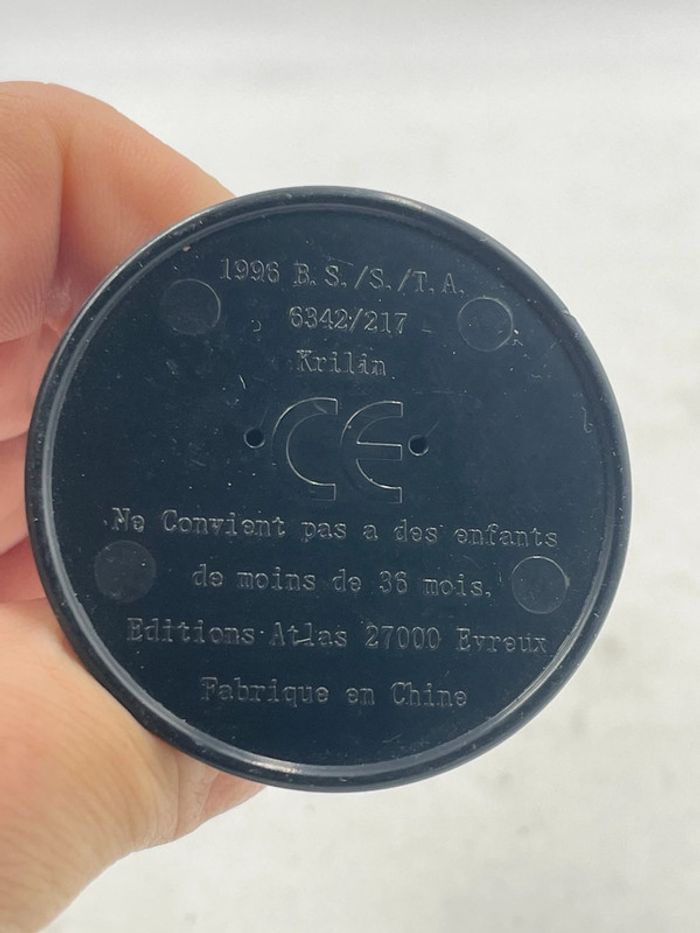 1996 B.S./S./T.A.
6342/217
Krilin
CE
Ne Convient pas a des enfants
de moins de 36 mois.
Editions Atlas 27000 Evreux
Fabrique en Chine